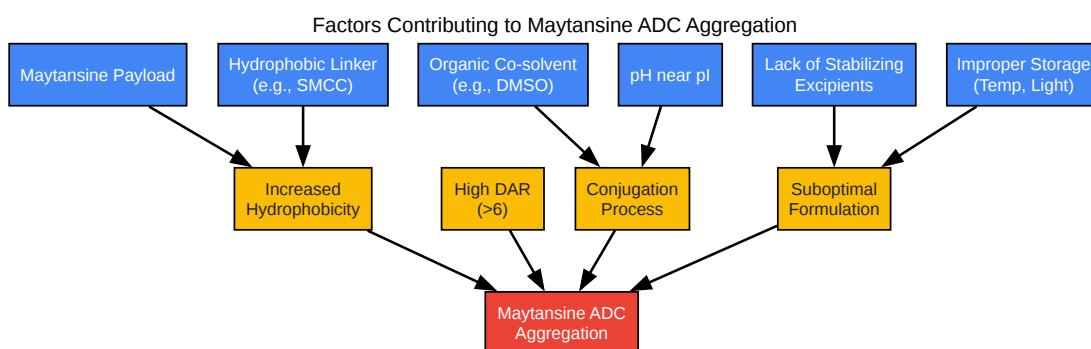 Factors Contributing to Maytansine ADC Aggregation
Maytansine Payload
Hydrophobic Linker
(e.g., SMCC)
Organic Co-solvent
(e.g., DMSO)
pH near pI
Lack of Stabilizing
Excipients
Improper Storage
(Temp, Light)
Increased
Hydrophobicity
High DAR
(>6)
Conjugation
Process
Suboptimal
Formulation
Maytansine ADC
Aggregation